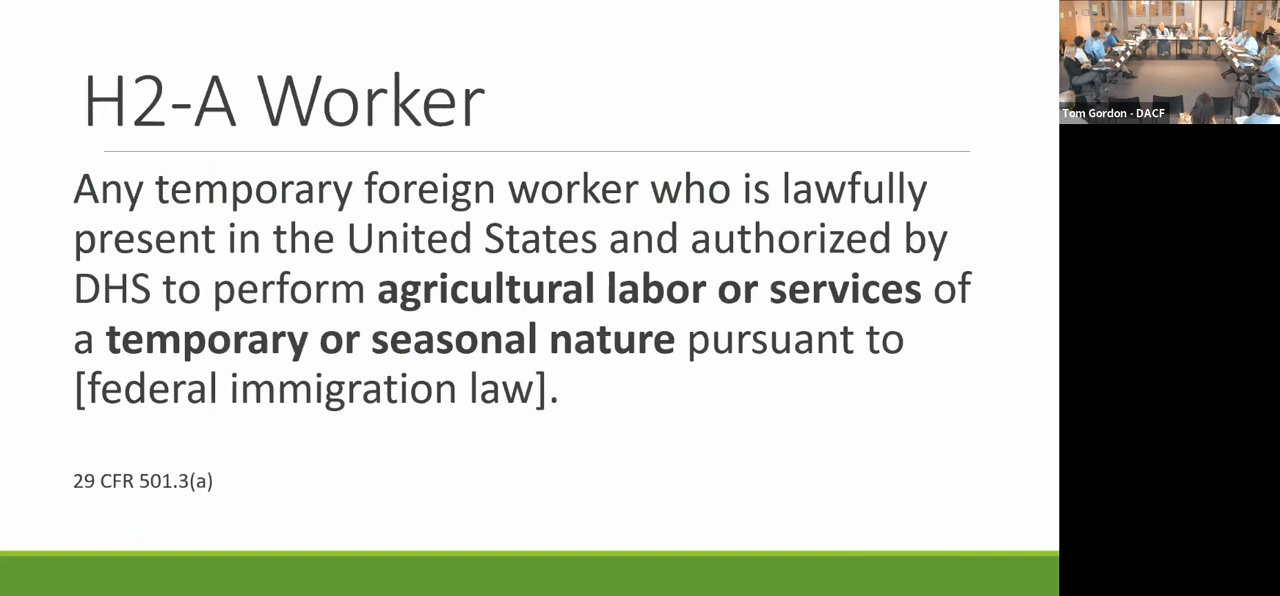 H2-A Worker
Any temporary foreign worker who is lawfully
present in the United States and authorized by
DHS to perform agricultural labor or services of
a temporary or seasonal nature pursuant to
[federal immigration law].
29 CFR 501.3(a)
Tom Gordon - DACF